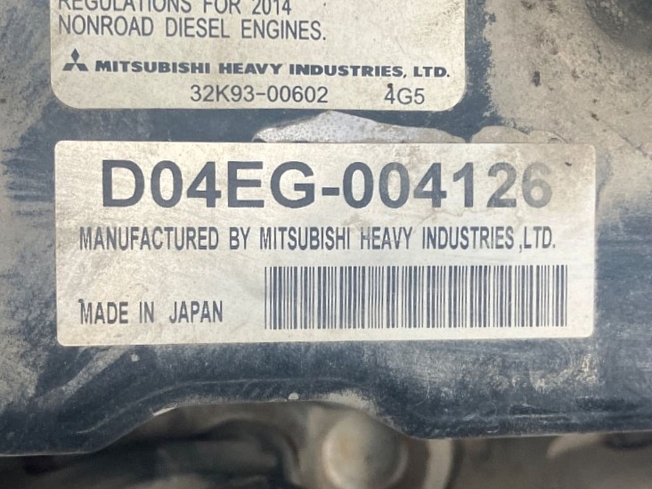 REGULATIONS FOR 2014
NONROAD DIESEL ENGINES.
MITSUBISHI HEAVY INDUSTRIES, LTD.
32K93-00602 4G5
D04EG-004126
MANUFACTURED BY MITSUBISHI HEAVY INDUSTRIES,LTD.
MADE IN JAPAN